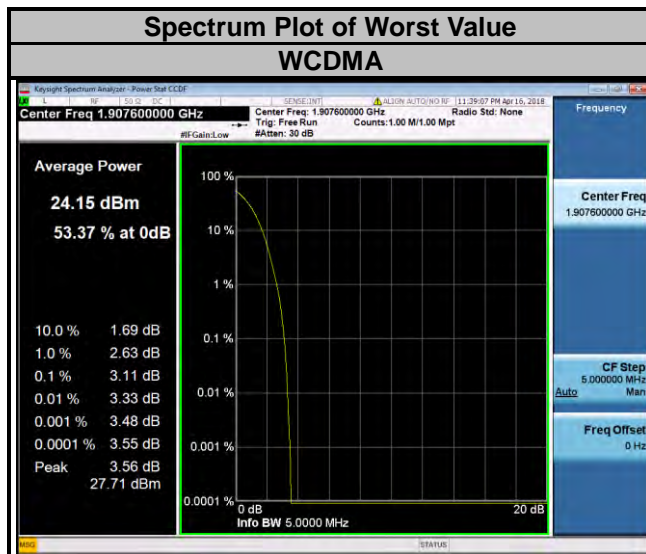 Spectrum Plot of Worst Value
WCDMA
Keysight Spectrum Analyzer - Power Stat CCDF
L RF 50 Ω DC SENSE:INT ALIGN AUTO/NO RF 11:39:07 PM Apr 16, 2018
Center Freq 1.907600000 GHz
Center Freq: 1.907600000 GHz Radio Std: None
Trig: Free Run Counts:1.00 M/1.00 Mpt
#IFGain:Low #Atten: 30 dB
Frequency
Average Power
24.15 dBm
53.37 % at 0dB
10.0 % 1.69 dB
1.0 % 2.63 dB
0.1 % 3.11 dB
0.01 % 3.33 dB
0.001 % 3.48 dB
0.0001 % 3.55 dB
Peak 3.56 dB
27.71 dBm
100 %
10 %
1 %
0.1 %
0.01 %
0.001 %
0.0001 %
0 dB 20 dB
Info BW 5.0000 MHz
Center Freq
1.907600000 GHz
CF Step
5.000000 MHz
Auto Man
Freq Offset
0 Hz
MSG STATUS